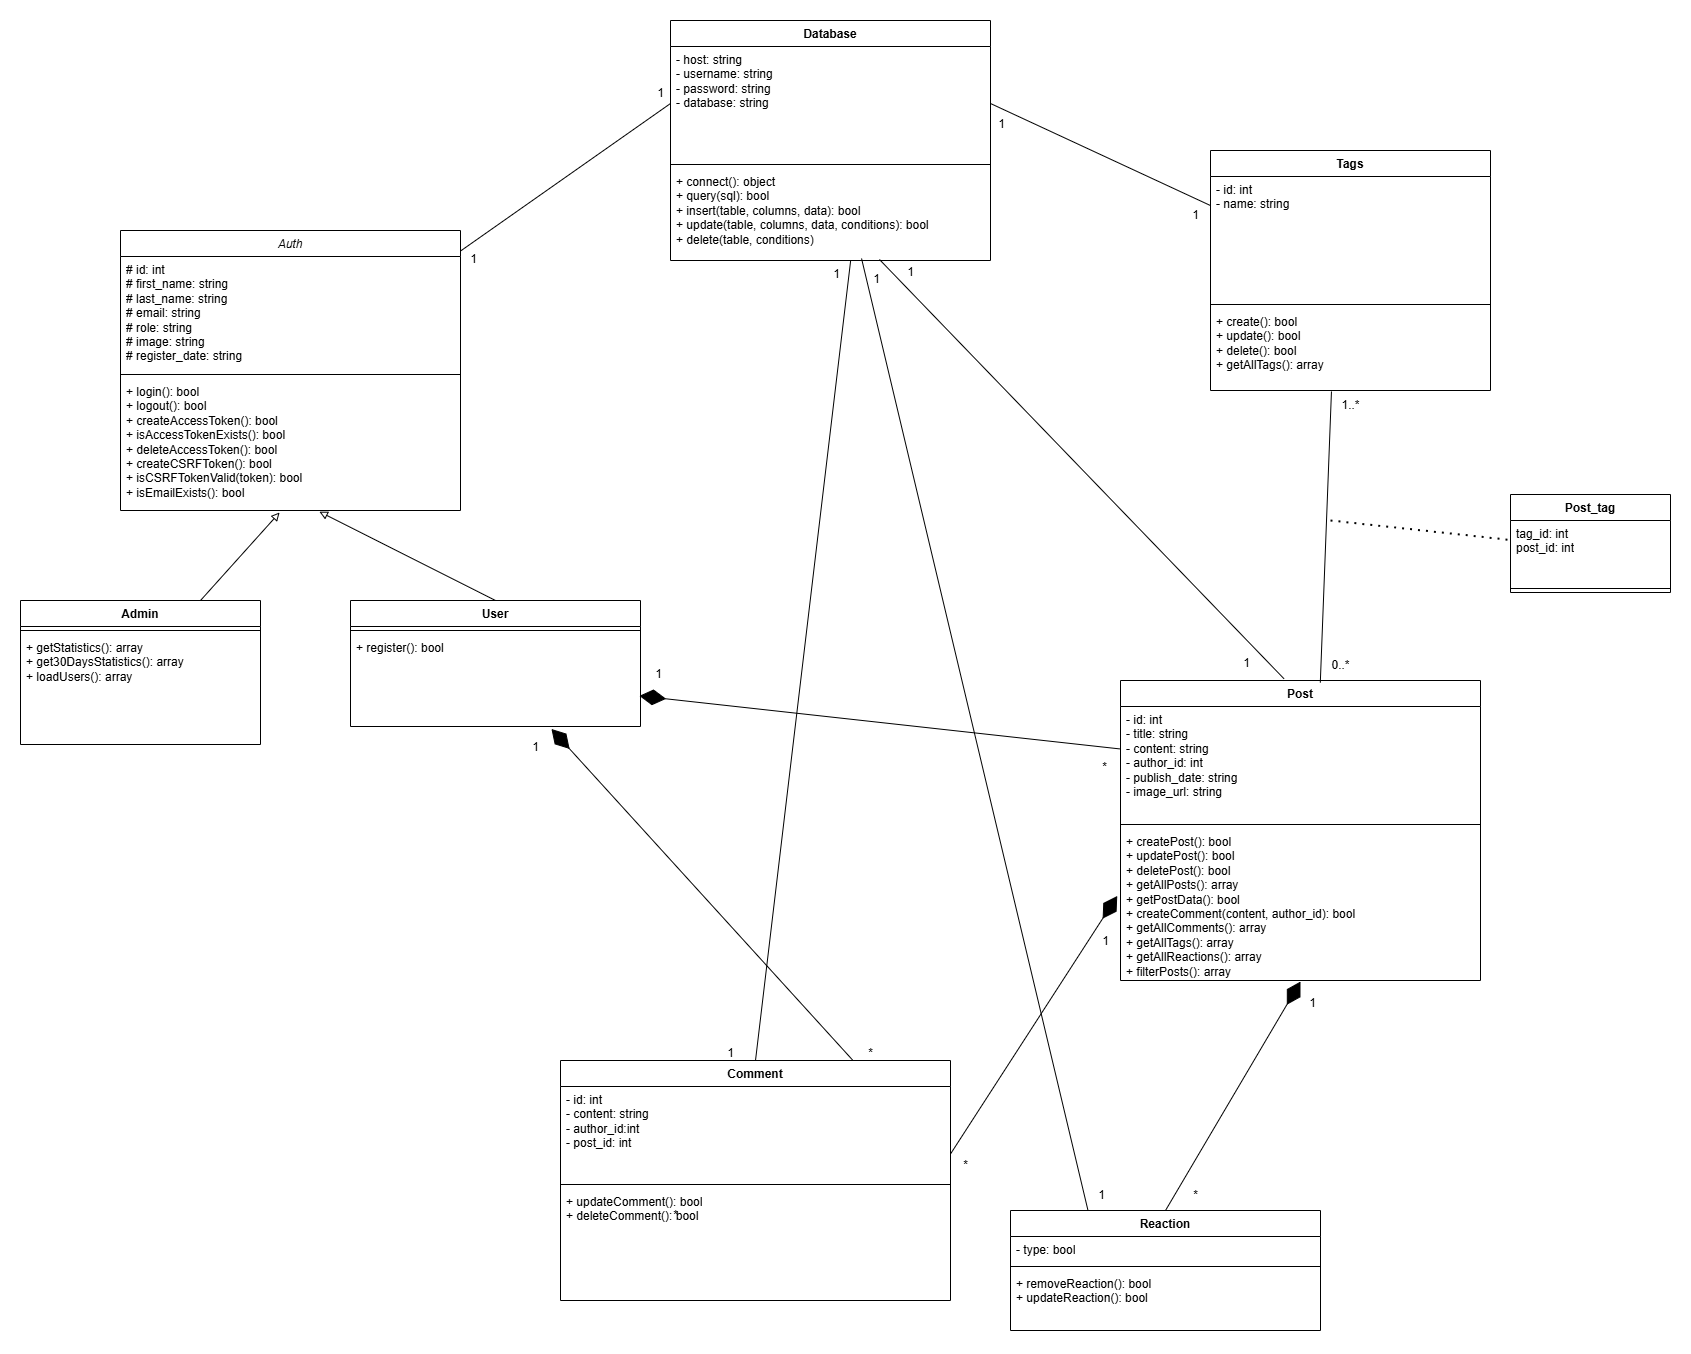 Database
- host: string
- username: string
- password: string
- database: string
+ connect(): object
+ query(sql): bool
+ insert(table, columns, data): bool
+ update(table, columns, data, conditions): bool
+ delete(table, conditions)
1
1
1
1
1
1
1
Tags
- id: int
- name: string
+ create(): bool
+ update(): bool
+ delete(): bool
+ getAllTags(): array
1..*
Auth
# id: int
# first_name: string
# last_name: string
# email: string
# role: string
# image: string
# register_date: string
+ login(): bool
+ logout(): bool
+ createAccessToken(): bool
+ isAccessTokenExists(): bool
+ deleteAccessToken(): bool
+ createCSRFToken(): bool
+ isCSRFTokenValid(token): bool
+ isEmailExists(): bool
Post_tag
tag_id: int
post_id: int
Admin
+ getStatistics(): array
+ get30DaysStatistics(): array
+ loadUsers(): array
User
+ register(): bool
1
1
1
0..*
*
Post
- id: int
- title: string
- content: string
- author_id: int
- publish_date: string
- image_url: string
+ createPost(): bool
+ updatePost(): bool
+ deletePost(): bool
+ getAllPosts(): array
+ getPostData(): bool
+ createComment(content, author_id): bool
+ getAllComments(): array
+ getAllTags(): array
+ getAllReactions(): array
+ filterPosts(): array
1
1
1
*
Comment
- id: int
- content: string
- author_id:int
- post_id: int
+ updateComment(): bool
+ deleteComment(): bool
*
*
1
*
Reaction
- type: bool
+ removeReaction(): bool
+ updateReaction(): bool